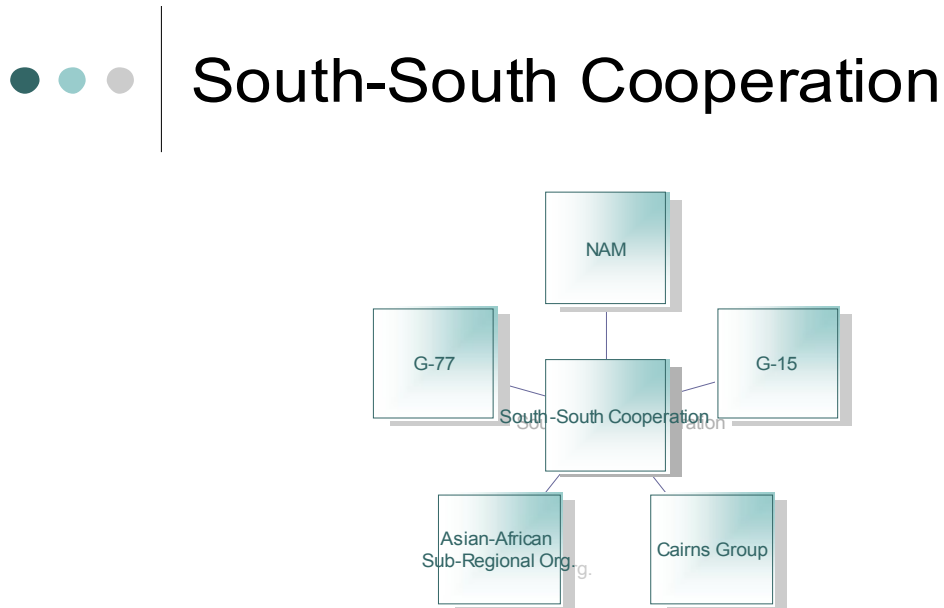 South-South Cooperation
NAM
G-77
G-15
South-South Cooperation
Asian-African
Sub-Regional Org.
Cairns Group